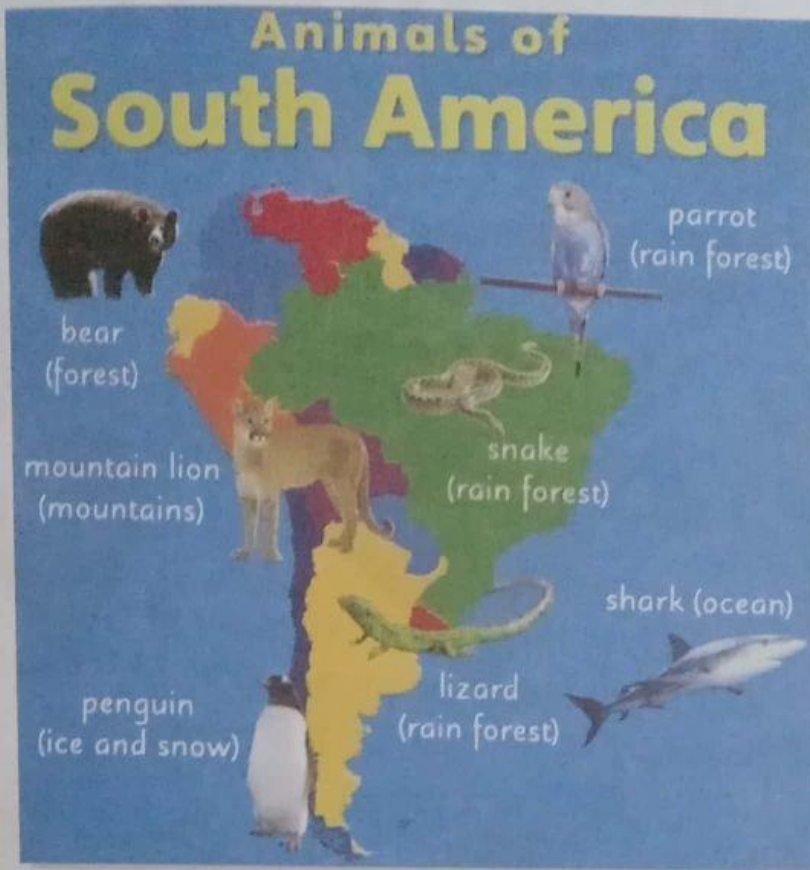 Animals of
South America
bear
(forest)
parrot
(rain forest)
mountain lion
(mountains)
snake
(rain forest)
penguin
(ice and snow)
lizard
(rain forest)
shark (ocean)